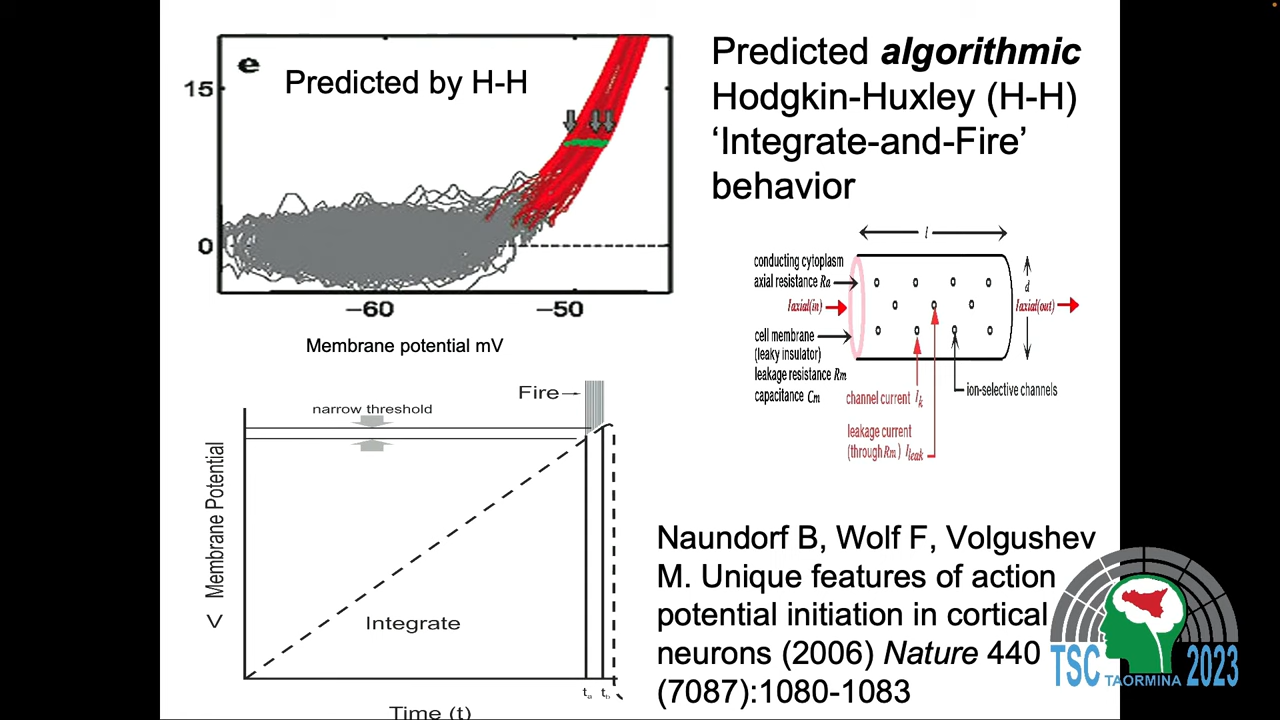 e
Predicted by H-H
15
0
−60
−50
Membrane potential mV
Predicted algorithmic
Hodgkin-Huxley (H-H)
‘Integrate-and-Fire’
behavior
l
conducting cytoplasm
axial resistance Ra
Iaxial(in)
d
Iaxial(out)
cell membrane
(leaky insulator)
leakage resistance Rm
capacitance Cm
ion-selective channels
channel current Ik
leakage current
(through Rm) Ileak
Fire
narrow threshold
< Membrane Potential
Integrate
Time (t)
Naundorf B, Wolf F, Volgushev
M. Unique features of action
potential initiation in cortical
neurons (2006) Nature 440
(7087):1080-1083
TSC 2023
TAORMINA